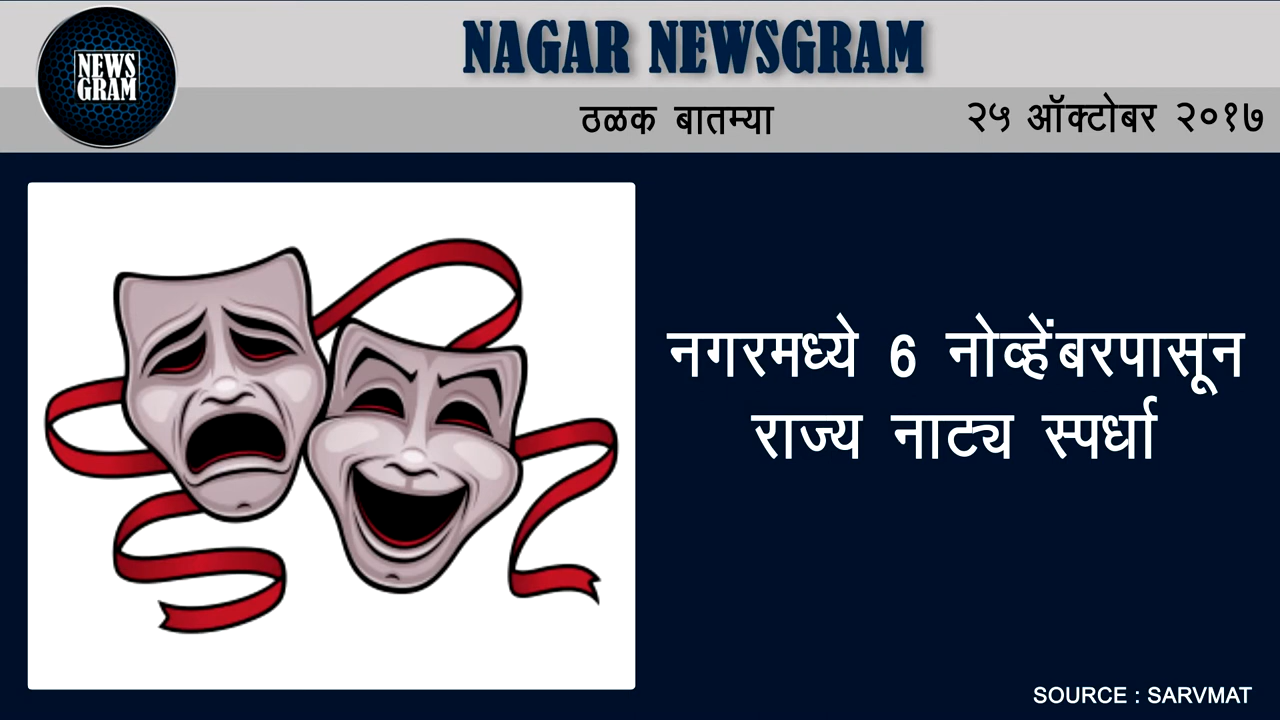 NEWS
GRAM
NAGAR NEWSGRAM
ठळक बातम्या
२५ ऑक्टोबर २०१७
नगरमध्ये 6 नोव्हेंबरपासून
राज्य नाट्य स्पर्धा
SOURCE : SARVMAT